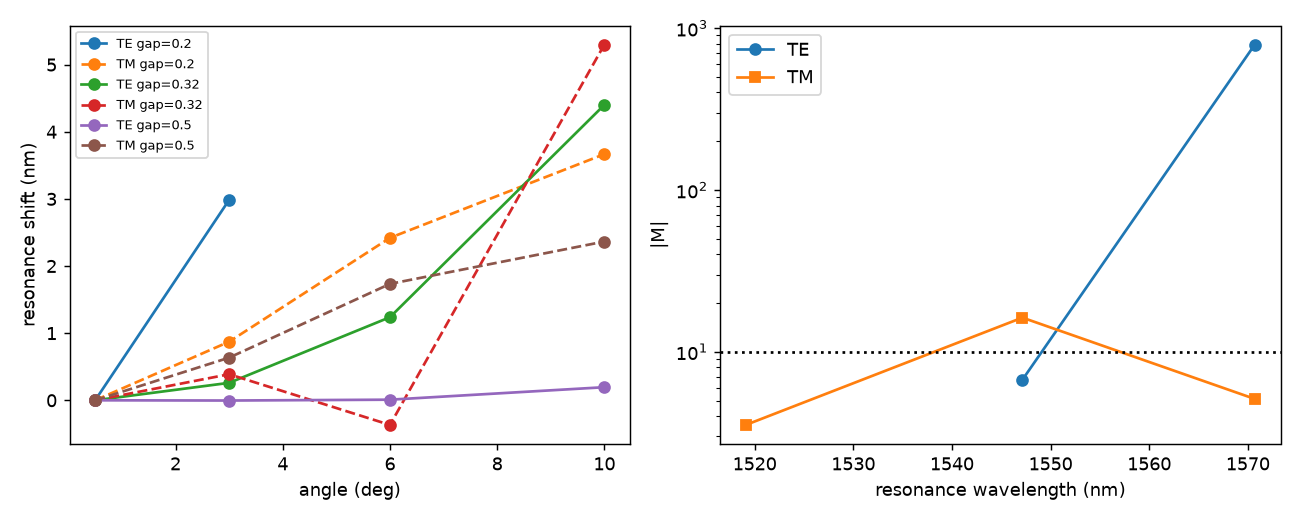 TE gap=0.2
TM gap=0.2
TE gap=0.32
TM gap=0.32
TE gap=0.5
TM gap=0.5
resonance shift (nm)
5
4
3
2
1
0
2
4
6
8
10
angle (deg)
TE
TM
|M|
10³
10²
10¹
1520
1530
1540
1550
1560
1570
resonance wavelength (nm)